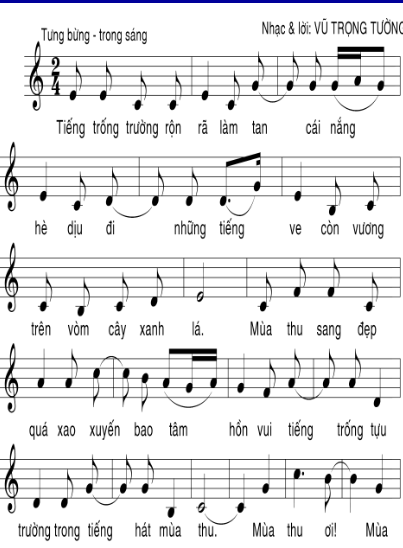 Tưng bừng - trong sáng
Nhạc & lời: VŨ TRỌNG TƯỜNG
2
4
Tiếng trống trường rộn rã làm tan cái nắng
hè dịu đi những tiếng ve còn vương
trên vòm cây xanh lá. Mùa thu sang đẹp
quá xao xuyến bao tâm hồn vui tiếng trống tựu
trường trong tiếng hát mùa thu. Mùa thu ơi! Mùa